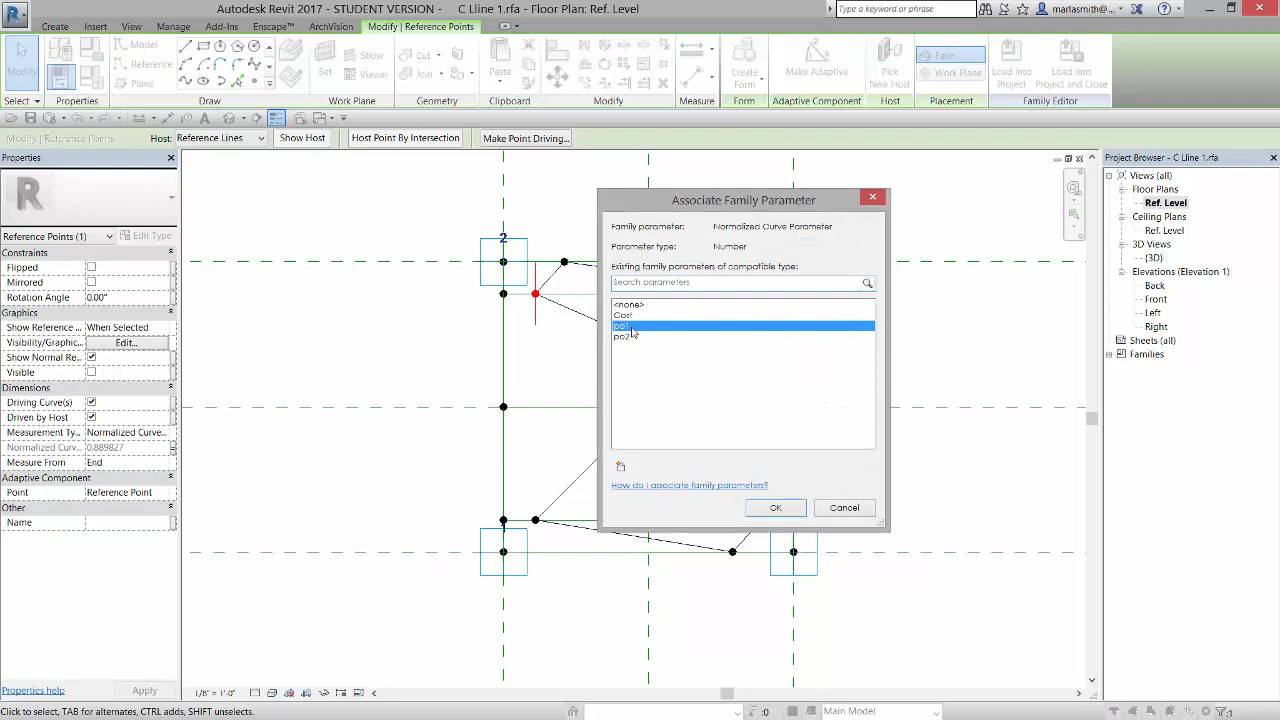 Autodesk Revit 2017 - STUDENT VERSION - C Lline 1.rfa - Floor Plan: Ref. Level
Type a keyword or phrase
marlasmith@...
Create
Insert
View
Manage
Add-Ins
Enscape™
ArchVision
Modify | Reference Points
Modify
Model
Reference
Plane
Set
Show
Viewer
Cut
Join
Paste
Create Form
Make Adaptive
Pick New Host
Face
Work Plane
Load into Project
Load into Project and Close
Select
Properties
Draw
Work Plane
Geometry
Clipboard
Modify
Measure
Form
Adaptive Component
Host
Placement
Family Editor
Modify | Reference Points
Host:
Reference Lines
Show Host
Host Point By Intersection
Make Point Driving...
Properties
Reference Points (1)
Edit Type
Constraints
Flipped
Mirrored
Rotation Angle 0.00°
Graphics
Show Reference ... When Selected
Visibility/Graphic... Edit...
Show Normal Re...
Visible
Dimensions
Driving Curve(s)
Driven by Host
Measurement Ty... Normalized Curve...
Normalized Curv... 0.889827
Measure From End
Adaptive Component
Point Reference Point
Other
Name
Properties help
Apply
2
1
Associate Family Parameter
Family parameter: Normalized Curve Parameter
Parameter type: Number
Existing family parameters of compatible type:
Search parameters
<none>
Cost
po1
po2
How do I associate family parameters?
OK
Cancel
Project Browser - C Lline 1.rfa
Views (all)
Floor Plans
Ref. Level
Ceiling Plans
Ref. Level
3D Views
{3D}
Elevations (Elevation 1)
Back
Front
Left
Right
Sheets (all)
Families
1/8" = 1'-0"
Click to select, TAB for alternates, CTRL adds, SHIFT unselects.
:0
Main Model
:1